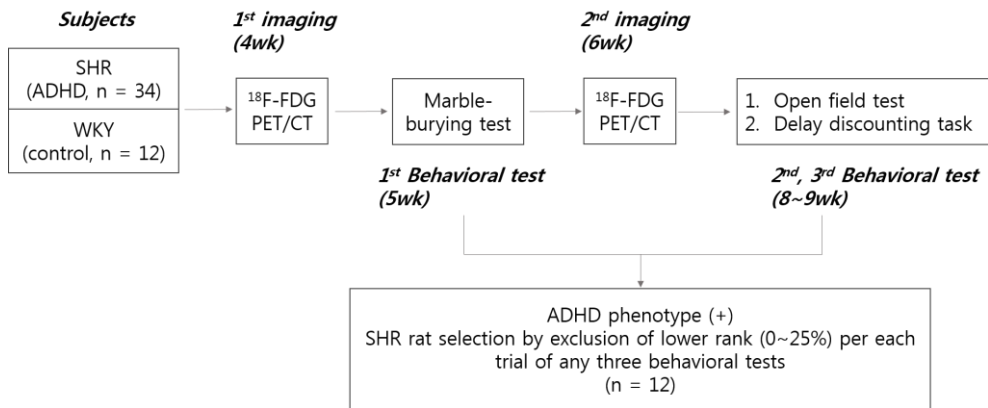 Subjects
SHR
(ADHD, n = 34)
WKY
(control, n = 12)
1st imaging
(4wk)
18F-FDG
PET/CT
Marble-
burying test
1st Behavioral test
(5wk)
2nd imaging
(6wk)
18F-FDG
PET/CT
1. Open field test
2. Delay discounting task
2nd, 3rd Behavioral test
(8~9wk)
ADHD phenotype (+)
SHR rat selection by exclusion of lower rank (0~25%) per each
trial of any three behavioral tests
(n = 12)